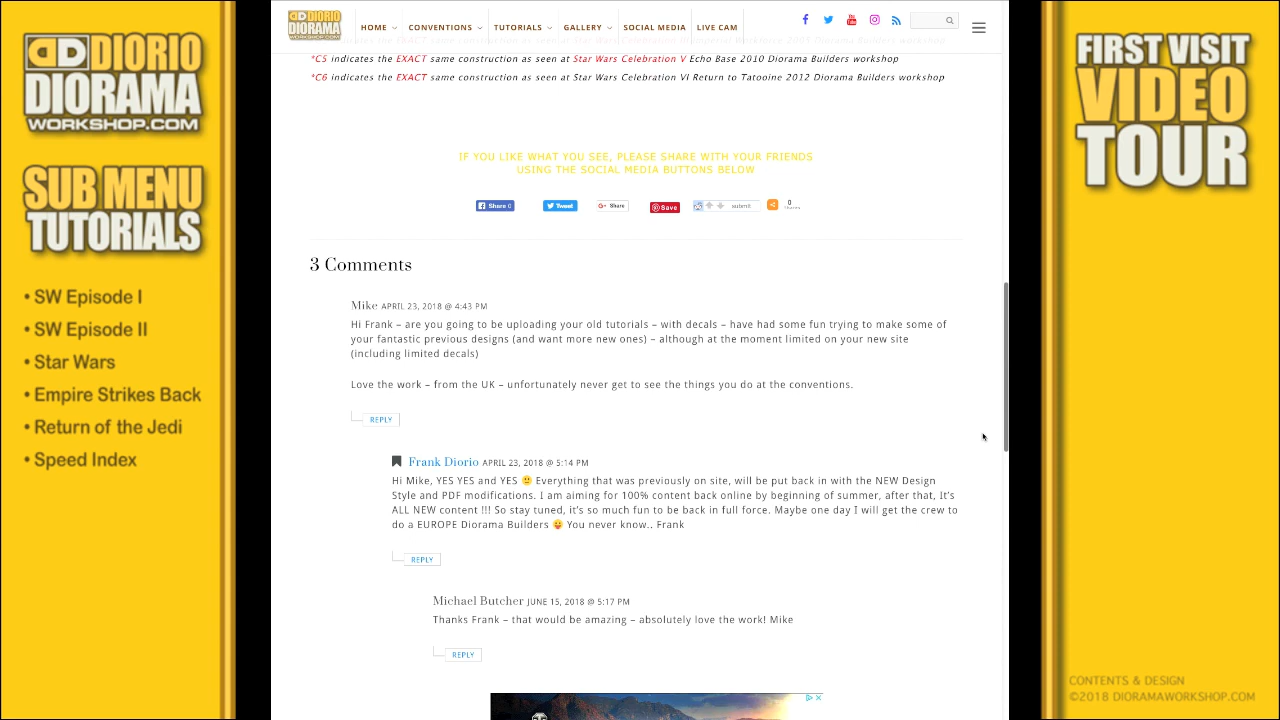 DIORIO
DIORAMA
WORKSHOP.COM
HOME
CONVENTIONS
TUTORIALS
GALLERY
SOCIAL MEDIA
LIVE CAM
*C5 indicates the EXACT same construction as seen at Star Wars Celebration V Echo Base 2010 Diorama Builders workshop
*C6 indicates the EXACT same construction as seen at Star Wars Celebration VI Return to Tatooine 2012 Diorama Builders workshop
DIORIO
DIORAMA
WORKSHOP.COM
SUB MENU
TUTORIALS
• SW Episode I
• SW Episode II
• Star Wars
• Empire Strikes Back
• Return of the Jedi
• Speed Index
IF YOU LIKE WHAT YOU SEE, PLEASE SHARE WITH YOUR FRIENDS
USING THE SOCIAL MEDIA BUTTONS BELOW
Share 0
Tweet
G+ Share
Save
submit
0
Shares
3 Comments
Mike APRIL 23, 2018 @ 4:43 PM
Hi Frank – are you going to be uploading your old tutorials – with decals – have had some fun trying to make some of
your fantastic previous designs (and want more new ones) – although at the moment limited on your new site
(including limited decals)
Love the work – from the UK – unfortunately never get to see the things you do at the conventions.
REPLY
Frank Diorio APRIL 23, 2018 @ 5:14 PM
Hi Mike, YES YES and YES 🙂 Everything that was previously on site, will be put back in with the NEW Design
Style and PDF modifications. I am aiming for 100% content back online by beginning of summer, after that, It's
ALL NEW content !!! So stay tuned, it's so much fun to be back in full force. Maybe one day I will get the crew to
do a EUROPE Diorama Builders 😛 You never know.. Frank
REPLY
Michael Butcher JUNE 15, 2018 @ 5:17 PM
Thanks Frank – that would be amazing – absolutely love the work! Mike
REPLY
FIRST VISIT
VIDEO
TOUR
CONTENTS & DESIGN
©2018 DIORAMAWORKSHOP.COM